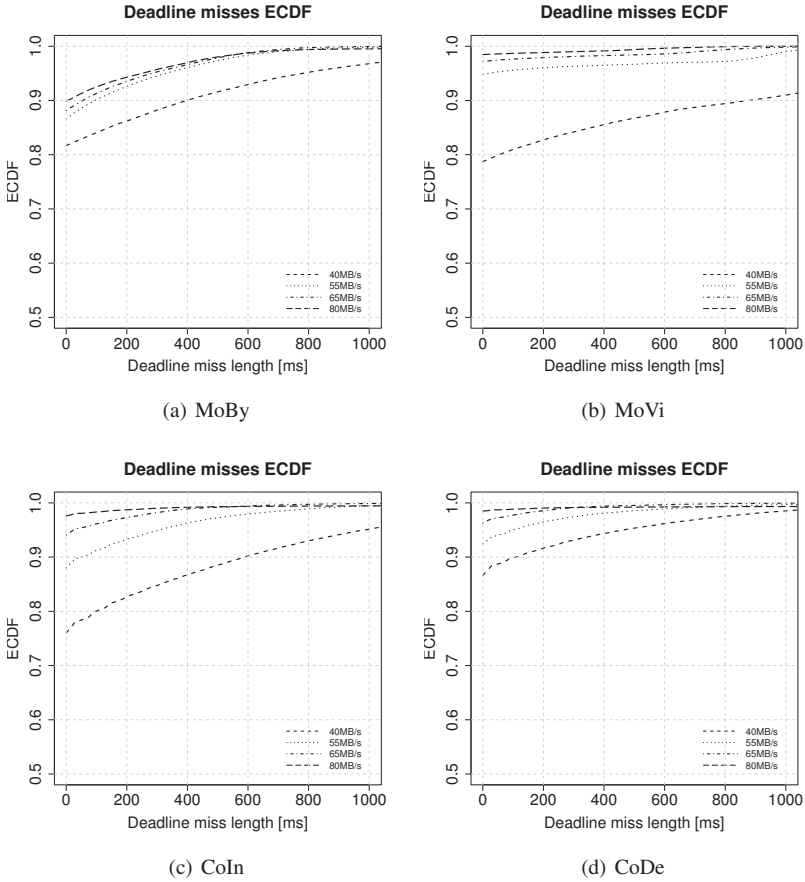 Deadline misses ECDF
ECDF
1.0
0.9
0.8
0.7
0.6
0.5
40MB/s
55MB/s
65MB/s
80MB/s
0 200 400 600 800 1000
Deadline miss length [ms]
(a) MoBy
Deadline misses ECDF
ECDF
1.0
0.9
0.8
0.7
0.6
0.5
40MB/s
55MB/s
65MB/s
80MB/s
0 200 400 600 800 1000
Deadline miss length [ms]
(b) MoVi
Deadline misses ECDF
ECDF
1.0
0.9
0.8
0.7
0.6
0.5
40MB/s
55MB/s
65MB/s
80MB/s
0 200 400 600 800 1000
Deadline miss length [ms]
(c) CoIn
Deadline misses ECDF
ECDF
1.0
0.9
0.8
0.7
0.6
0.5
40MB/s
55MB/s
65MB/s
80MB/s
0 200 400 600 800 1000
Deadline miss length [ms]
(d) CoDe